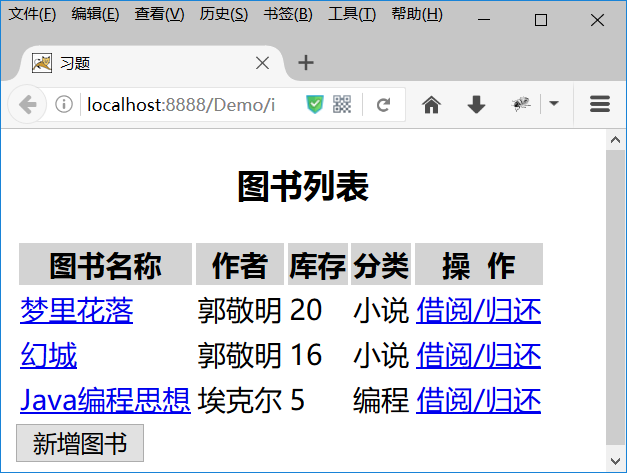 文件(F) 编辑(E) 查看(V) 历史(S) 书签(B) 工具(T) 帮助(H)
习题
localhost:8888/Demo/i
图书列表
图书名称 作者 库存 分类 操 作
梦里花落 郭敬明 20 小说 借阅/归还
幻城 郭敬明 16 小说 借阅/归还
Java编程思想 埃克尔 5 编程 借阅/归还
新增图书